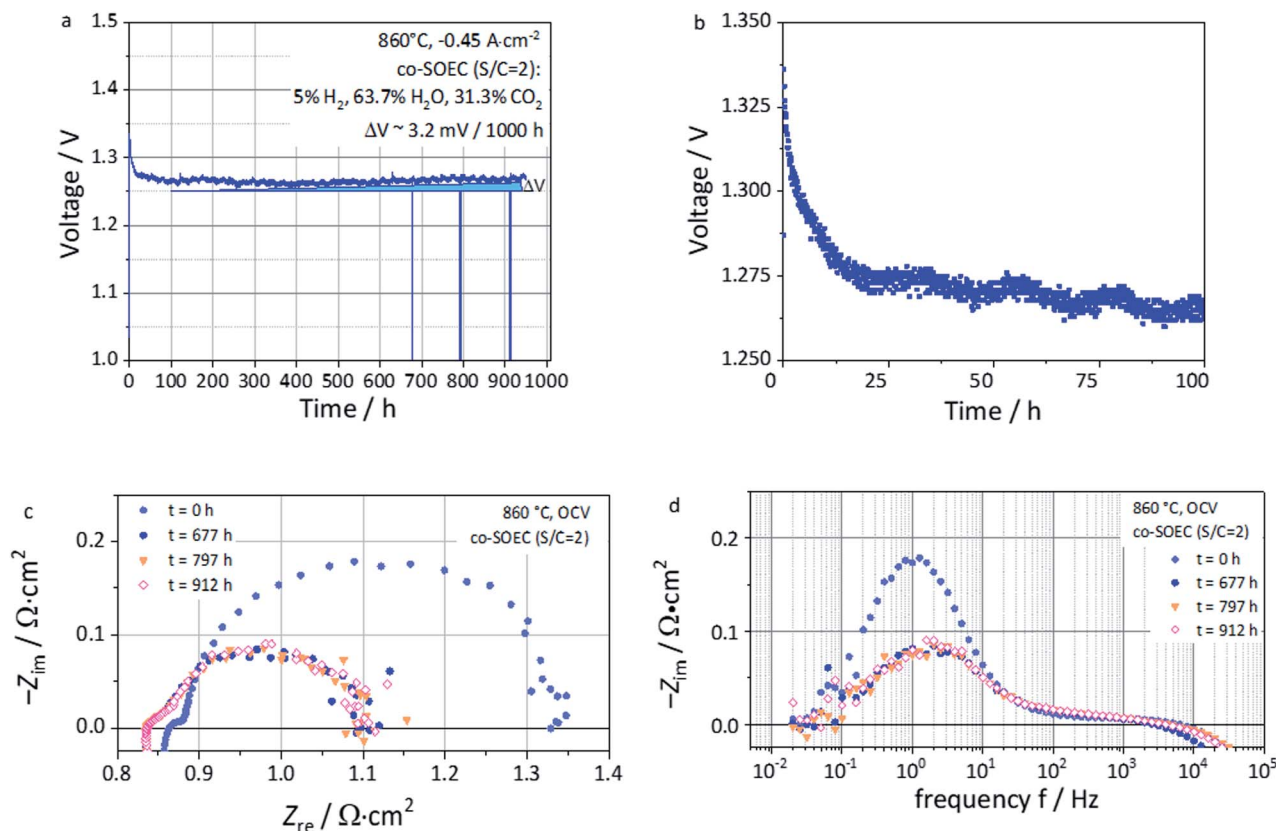 a
1.5
1.4
1.3
1.2
1.1
1.0
Voltage / V
860°C, -0.45 A·cm⁻²
co-SOEC (S/C=2):
5% H₂, 63.7% H₂O, 31.3% CO₂
ΔV ~ 3.2 mV / 1000 h
ΔV
0 100 200 300 400 500 600 700 800 900 1000
Time / h
b
1.350
1.325
1.300
1.275
1.250
Voltage / V
0 25 50 75 100
Time / h
c
t = 0 h
t = 677 h
t = 797 h
t = 912 h
860 °C, OCV
co-SOEC (S/C=2)
0.2
0.1
0.0
−Z_im / Ω·cm²
0.8 0.9 1.0 1.1 1.2 1.3 1.4
Z_re / Ω·cm²
d
860 °C, OCV
co-SOEC (S/C=2)
t = 0 h
t = 677 h
t = 797 h
t = 912 h
0.2
0.1
0.0
−Z_im / Ω•cm²
10⁻² 10⁻¹ 10⁰ 10¹ 10² 10³ 10⁴ 10⁵
frequency f / Hz